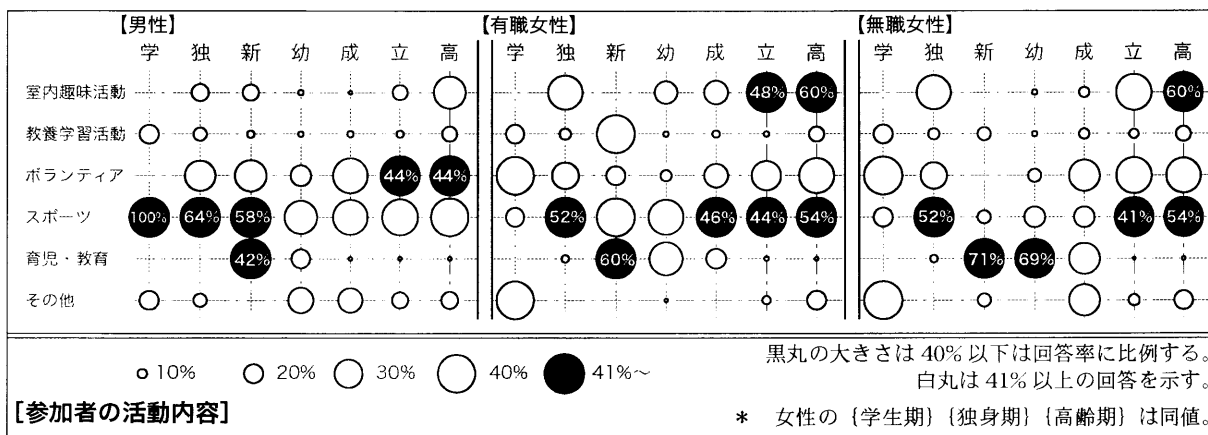 【男性】 【有職女性】 【無職女性】
学 独 新 幼 成 立 高 学 独 新 幼 成 立 高 学 独 新 幼 成 立 高
室内趣味活動 48% 60% 60%
教養学習活動
ボランティア 44% 44%
スポーツ 100% 64% 58% 52% 46% 44% 54% 52% 41% 54%
育児・教育 42% 60% 71% 69%
その他
10% 20% 30% 40% 41%～
黒丸の大きさは 40% 以下は回答率に比例する。
白丸は 41% 以上の回答を示す。
[参加者の活動内容]
* 女性の {学生期} {独身期} {高齢期} は同値。